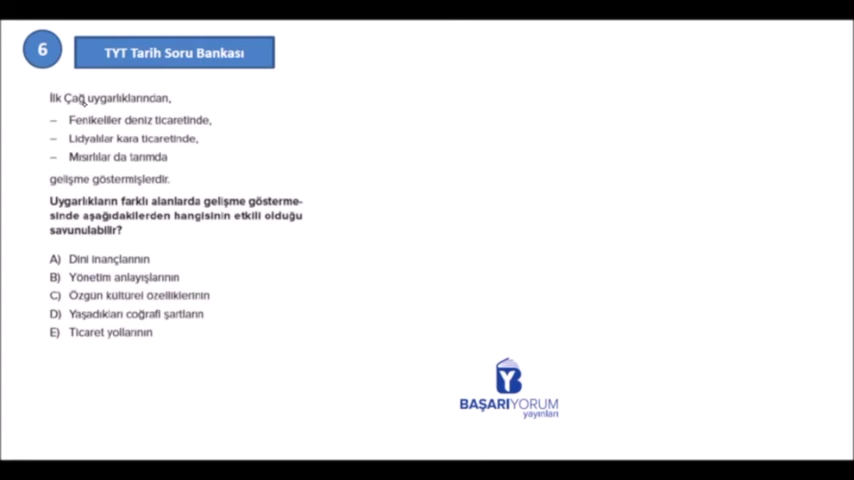 6
TYT Tarih Soru Bankası
İlk Çağ uygarlıklarından,
– Fenikeliler deniz ticaretinde,
– Lidyalılar kara ticaretinde,
– Mısırlılar da tarımda
gelişme göstermişlerdir.
Uygarlıkların farklı alanlarda gelişme gösterme-
sinde aşağıdakilerden hangisinin etkili olduğu
savunulabilir?
A) Dini inançlarının
B) Yönetim anlayışlarının
C) Özgün kültürel özelliklerinin
D) Yaşadıkları coğrafi şartların
E) Ticaret yollarının
BAŞARIYORUM
yayınları